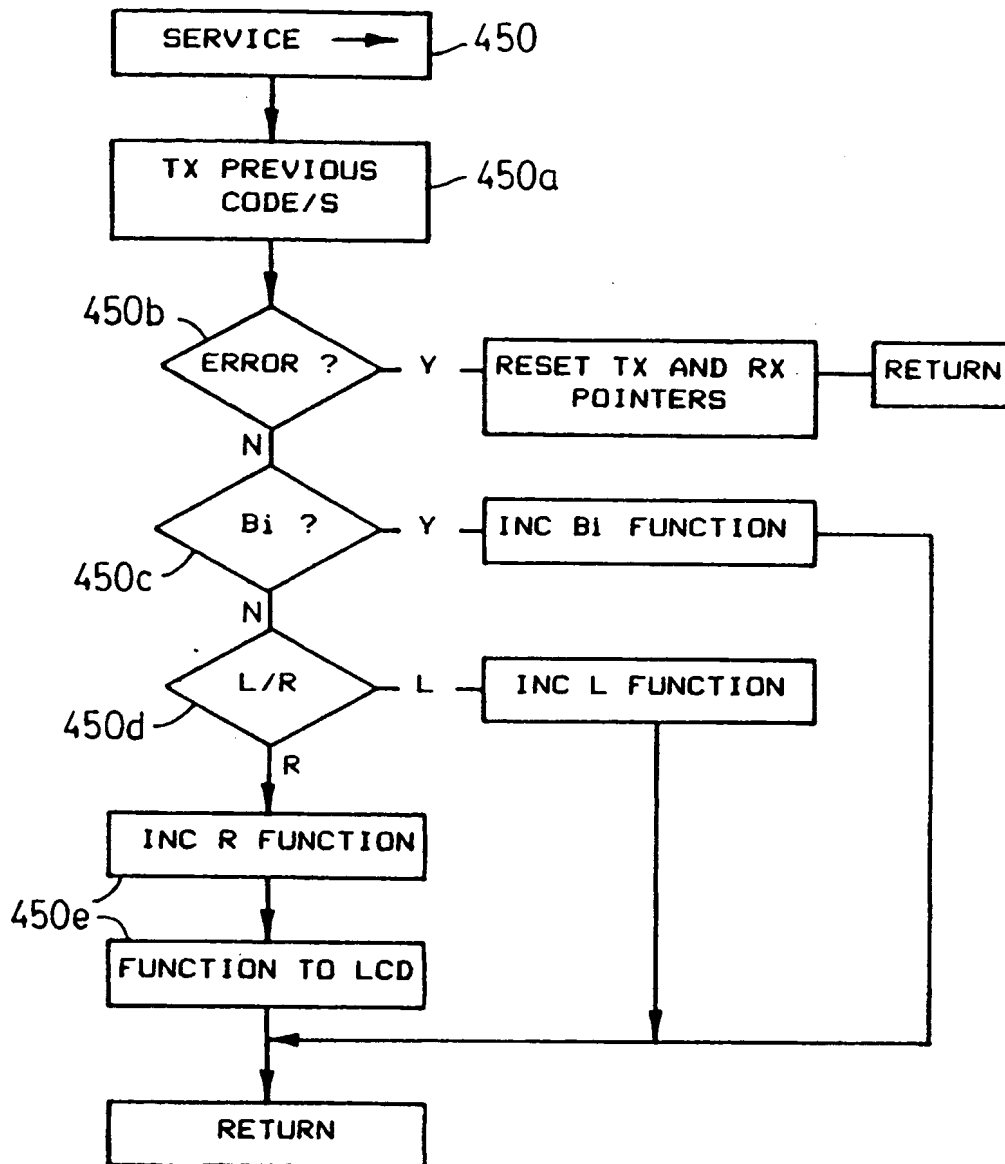 SERVICE →
450
TX PREVIOUS
CODE/S
450a
450b
ERROR ?
Y
RESET TX AND RX
POINTERS
RETURN
N
Bi ?
Y
INC Bi FUNCTION
450c
N
L/R
L
INC L FUNCTION
450d
R
INC R FUNCTION
450e
FUNCTION TO LCD
RETURN